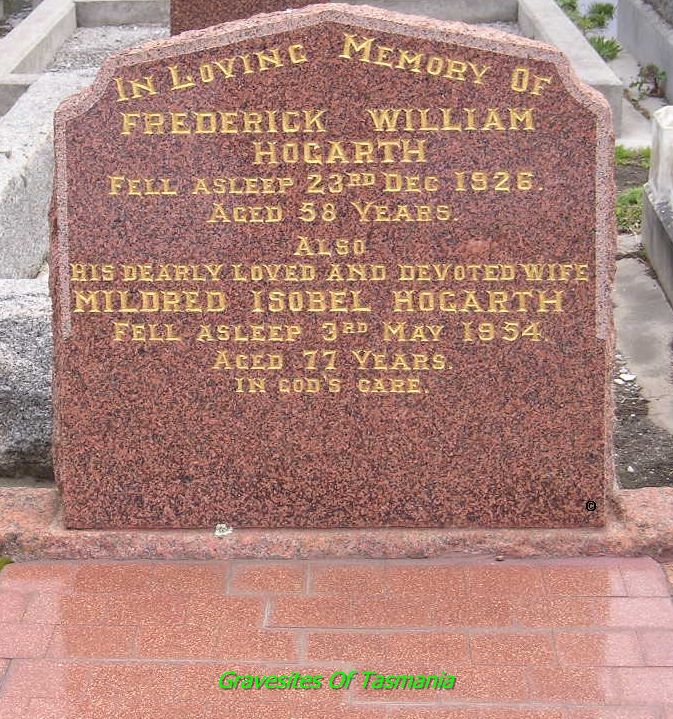 In Loving Memory Of
FREDERICK WILLIAM
HOGARTH
FELL ASLEEP 23RD DEC 1926.
AGED 58 YEARS.
ALSO
HIS DEARLY LOVED AND DEVOTED WIFE
MILDRED ISOBEL HOGARTH
FELL ASLEEP 3RD MAY 1954.
AGED 77 YEARS.
IN GOD'S CARE.
©
Gravesites Of Tasmania